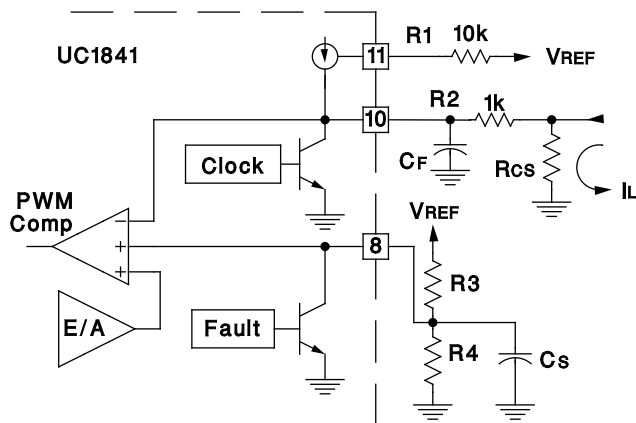 UC1841
11
R1
10k
VREF
10
R2
1k
Clock
CF
RCS
IL
PWM
Comp
VREF
−
+
+
8
R3
E/A
Fault
R4
CS